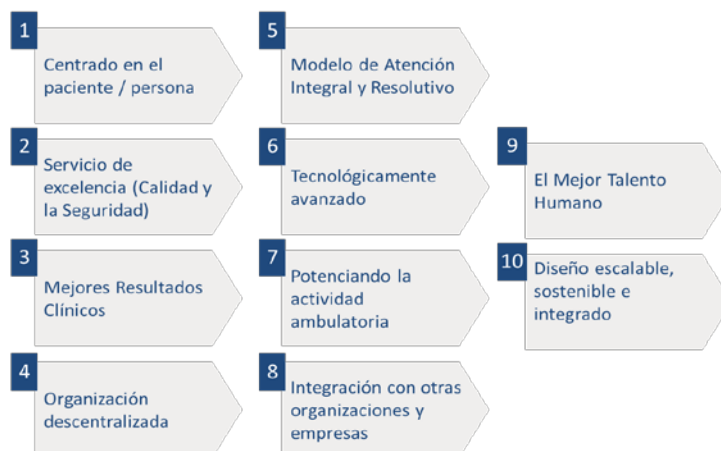 1
Centrado en el
paciente / persona
2
Servicio de
excelencia (Calidad y
la Seguridad)
3
Mejores Resultados
Clínicos
4
Organización
descentralizada
5
Modelo de Atención
Integral y Resolutivo
6
Tecnológicamente
avanzado
7
Potenciando la
actividad
ambulatoria
8
Integración con otras
organizaciones y
empresas
9
El Mejor Talento
Humano
10
Diseño escalable,
sostenible e
integrado